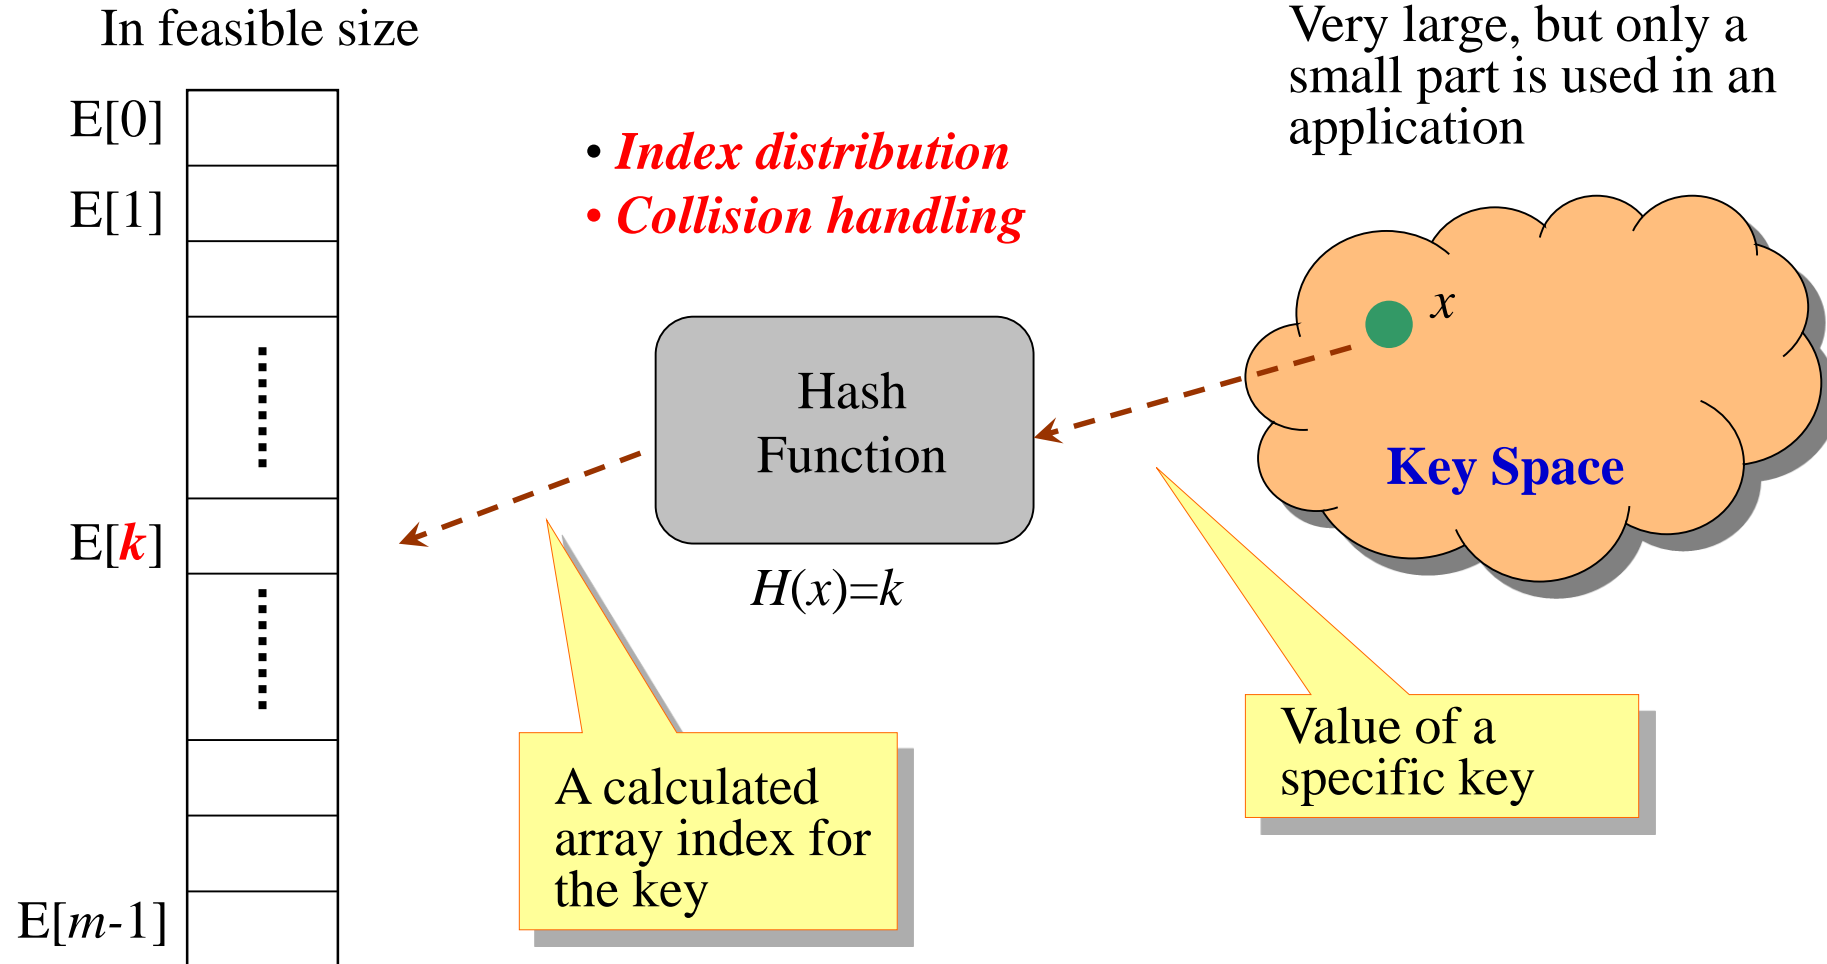 In feasible size
Very large, but only a
small part is used in an
application
E[0]
E[1]
E[k]
E[m-1]
• Index distribution
• Collision handling
Hash
Function
H(x)=k
x
Key Space
A calculated
array index for
the key
Value of a
specific key